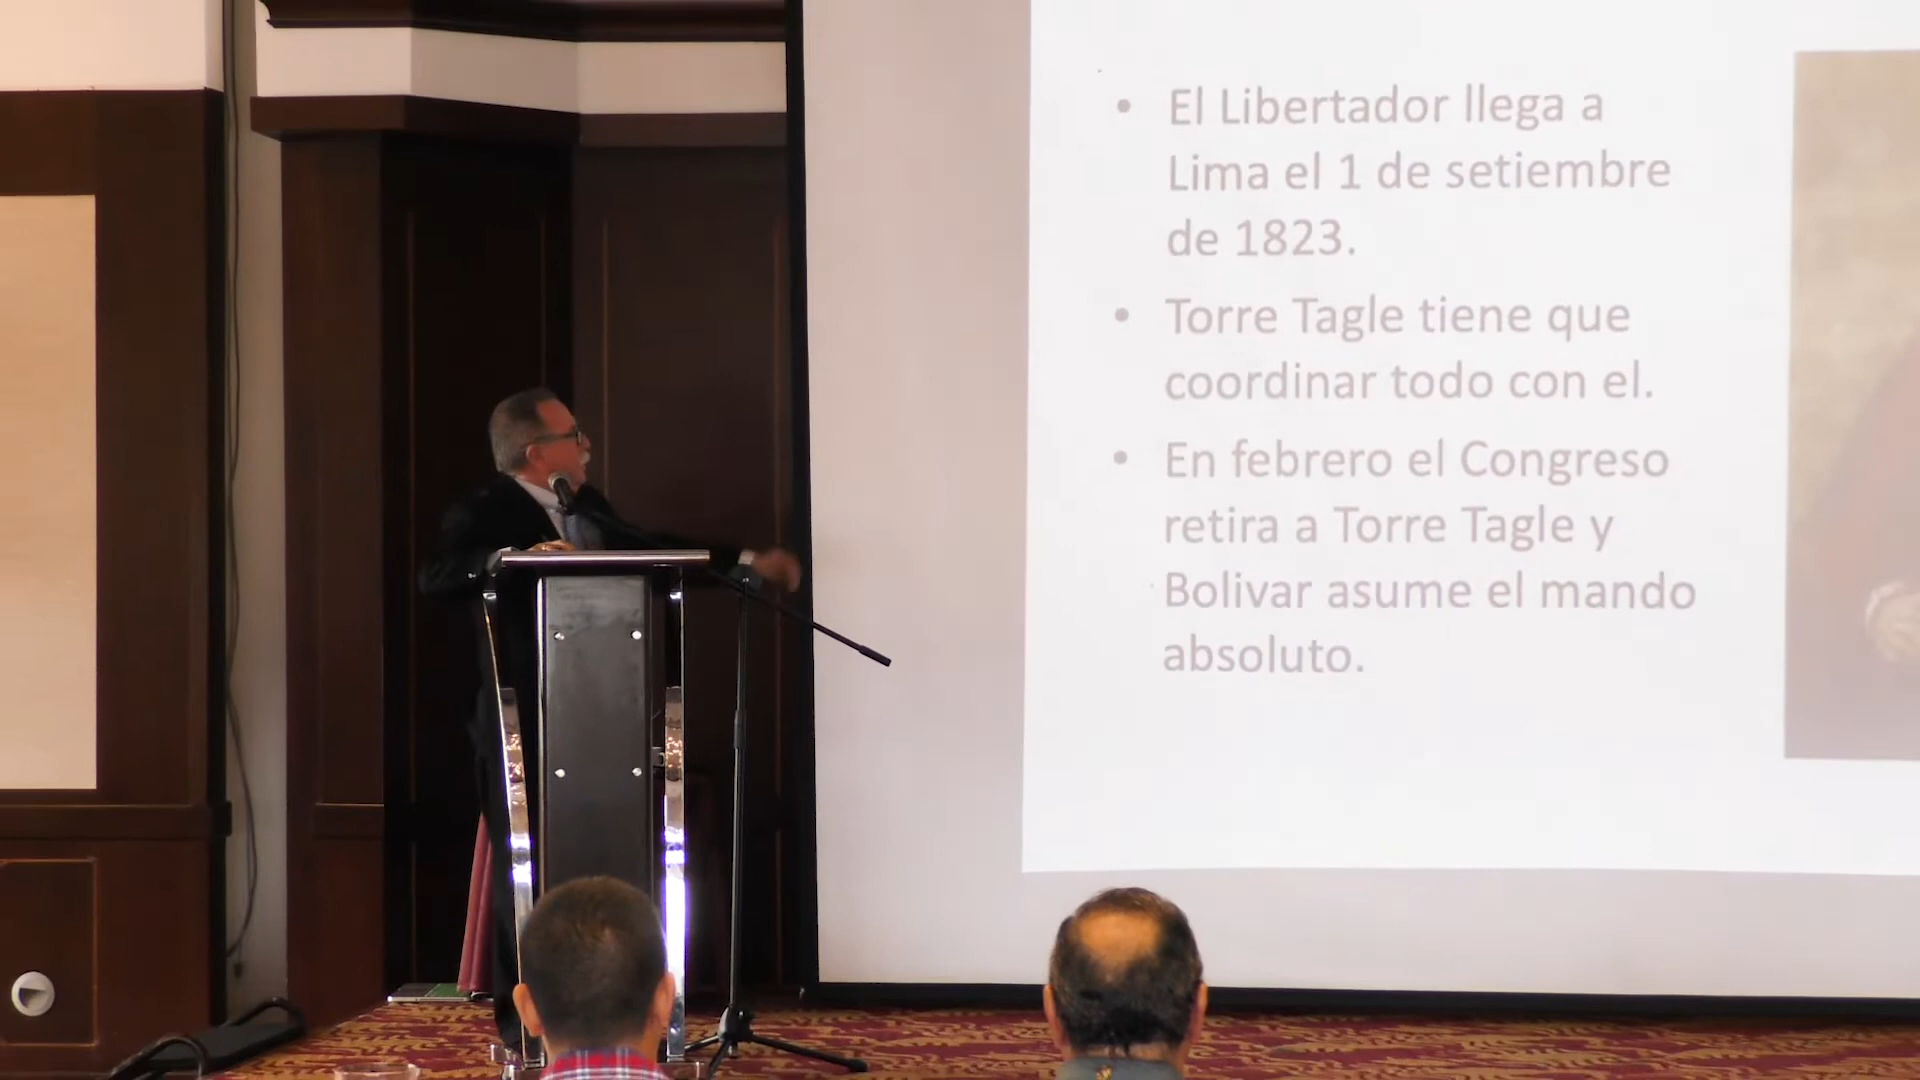 • El Libertador llega a
Lima el 1 de setiembre
de 1823.
• Torre Tagle tiene que
coordinar todo con el.
• En febrero el Congreso
retira a Torre Tagle y
Bolivar asume el mando
absoluto.